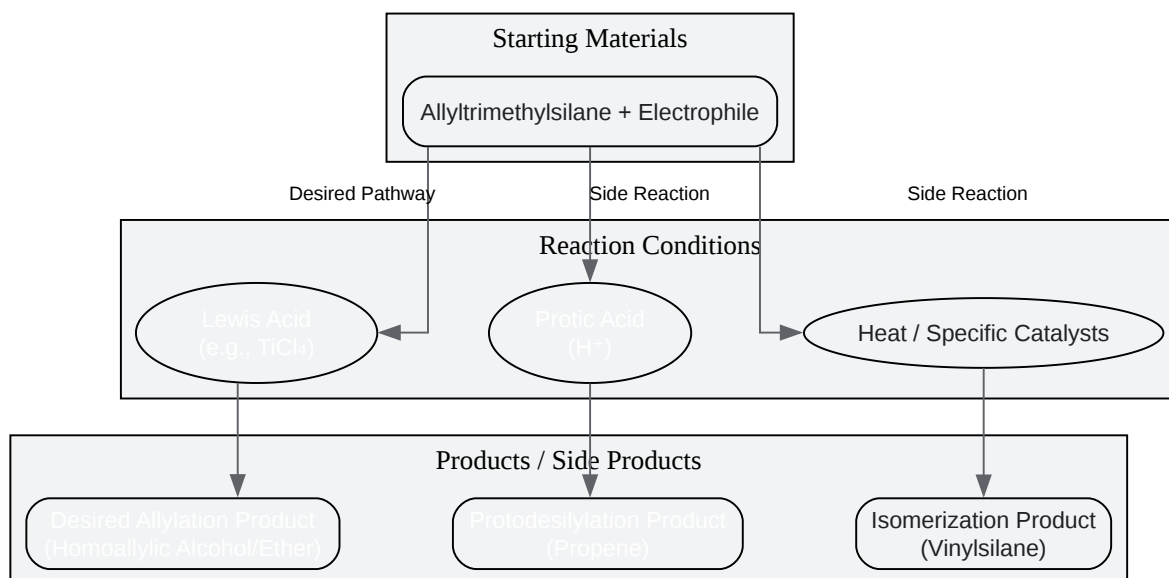 Starting Materials
Allyltrimethylsilane + Electrophile
Desired Pathway
Side Reaction
Side Reaction
Reaction Conditions
Lewis Acid
(e.g., TiCl₄)
Protic Acid
(H⁺)
Heat / Specific Catalysts
Products / Side Products
Desired Allylation Product
(Homoallylic Alcohol/Ether)
Protodesilylation Product
(Propene)
Isomerization Product
(Vinylsilane)